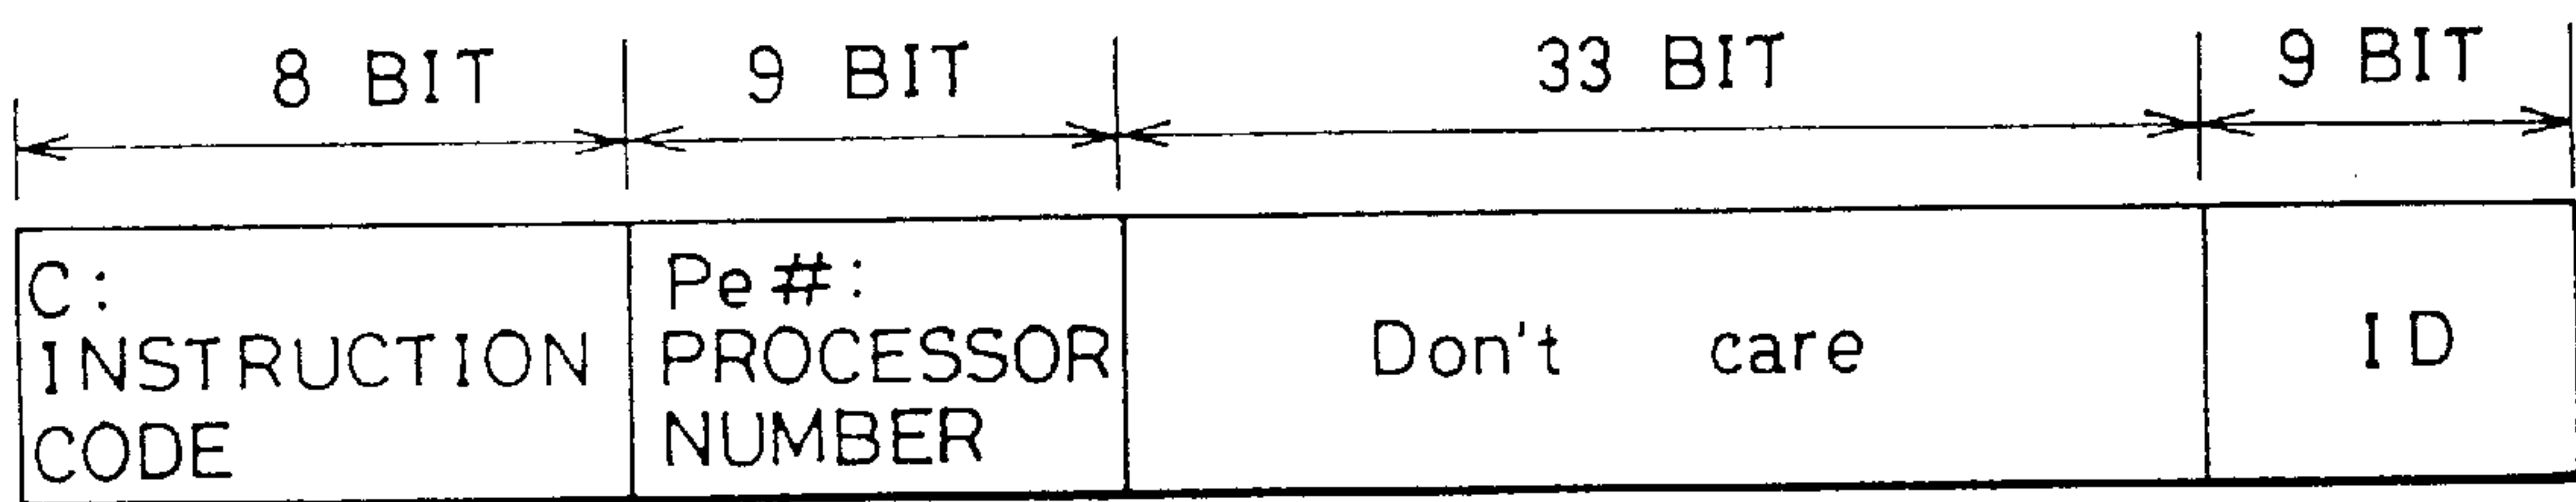 8 BIT 9 BIT 33 BIT 9 BIT
C:
INSTRUCTION
CODE
Pe#:
PROCESSOR
NUMBER
Don't care
ID